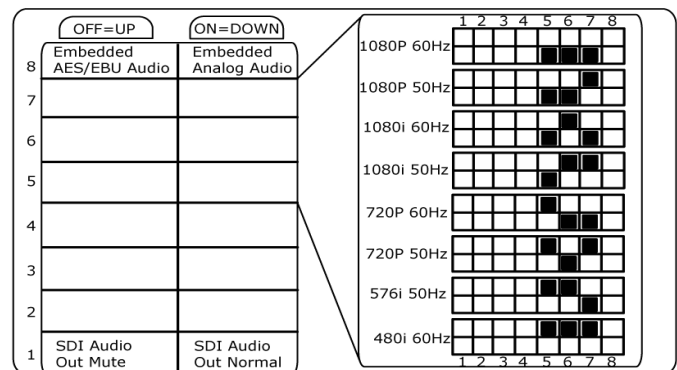 OFF=UP ON=DOWN
8 Embedded AES/EBU Audio Embedded Analog Audio
7
6
5
4
3
2
1 SDI Audio Out Mute SDI Audio Out Normal
1 2 3 4 5 6 7 8
1080P 60Hz
1080P 50Hz
1080i 60Hz
1080i 50Hz
720P 60Hz
720P 50Hz
576i 50Hz
480i 60Hz
1 2 3 4 5 6 7 8